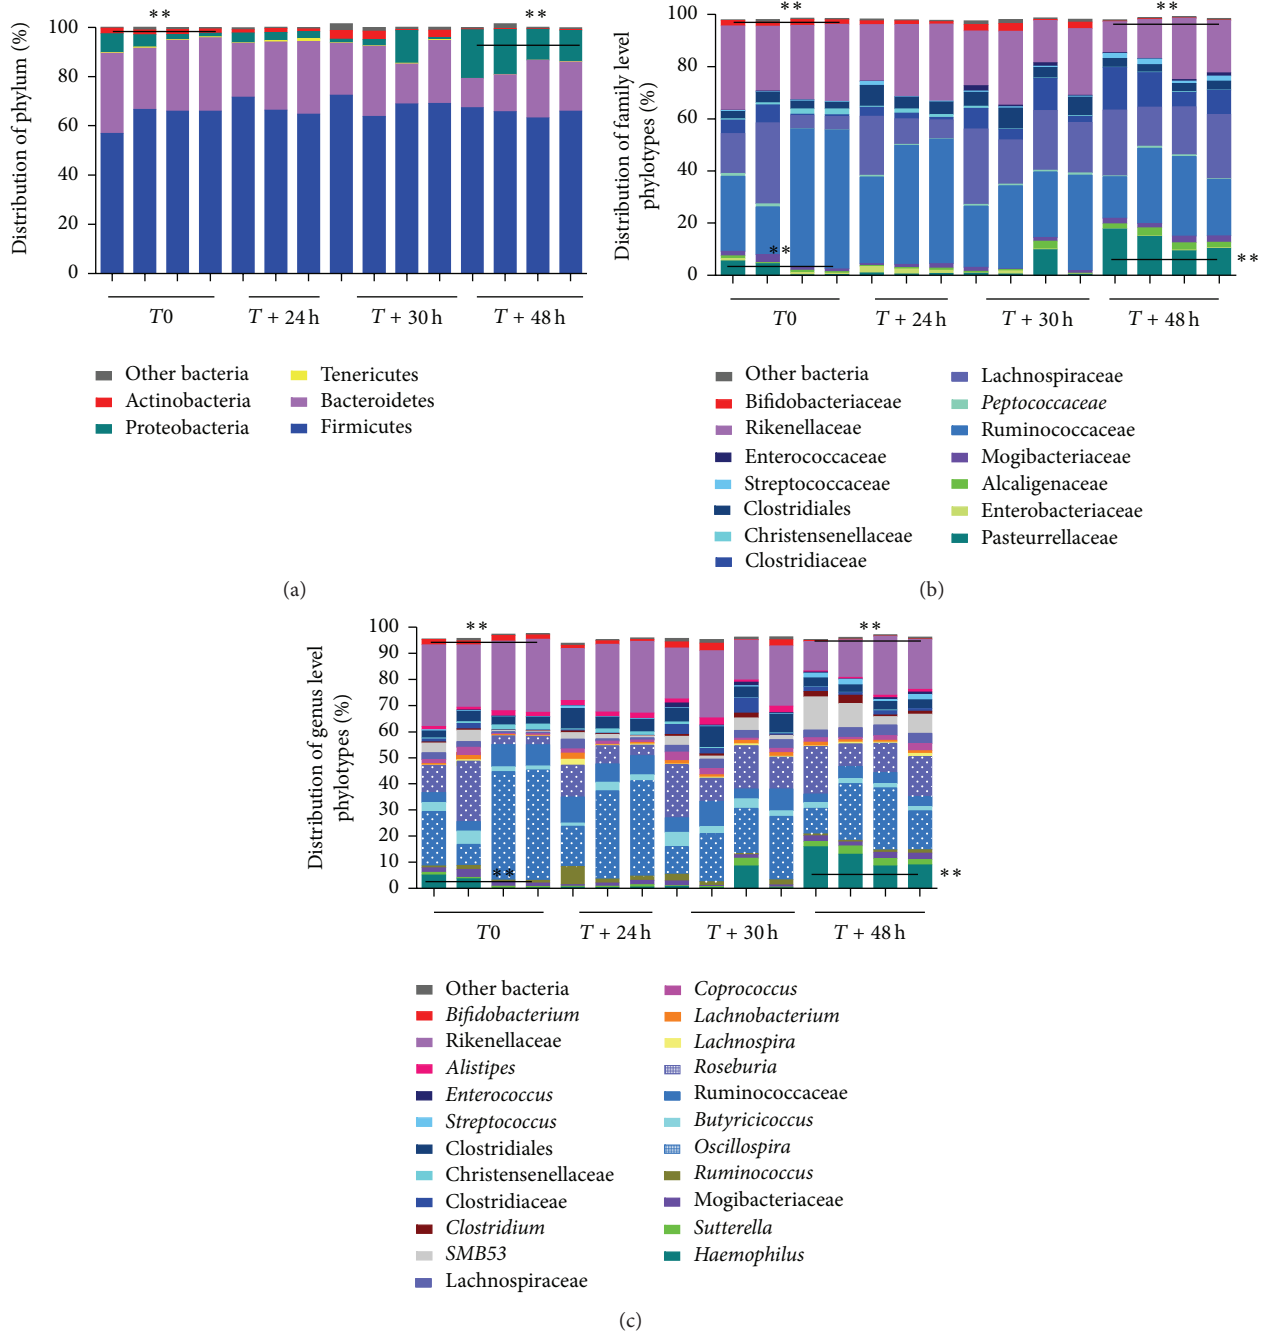 Distribution of phylum (%)
100
80
60
40
20
0
**
**
T0
T + 24 h
T + 30 h
T + 48 h
Other bacteria
Actinobacteria
Proteobacteria
Tenericutes
Bacteroidetes
Firmicutes
(a)
Distribution of family level
phylotypes (%)
100
80
60
40
20
0
**
**
**
**
T0
T + 24 h
T + 30 h
T + 48 h
Other bacteria
Bifidobacteriaceae
Rikenellaceae
Enterococcaceae
Streptococcaceae
Clostridiales
Christensenellaceae
Clostridiaceae
Lachnospiraceae
Peptococcaceae
Ruminococcaceae
Mogibacteriaceae
Alcaligenaceae
Enterobacteriaceae
Pasteurrellaceae
(b)
Distribution of genus level
phylotypes (%)
100
90
80
70
60
50
40
30
20
10
0
**
**
**
**
T0
T + 24 h
T + 30 h
T + 48 h
Other bacteria
Bifidobacterium
Rikenellaceae
Alistipes
Enterococcus
Streptococcus
Clostridiales
Christensenellaceae
Clostridiaceae
Clostridium
SMB53
Lachnospiraceae
Coprococcus
Lachnobacterium
Lachnospira
Roseburia
Ruminococcaceae
Butyricicoccus
Oscillospira
Ruminococcus
Mogibacteriaceae
Sutterella
Haemophilus
(c)